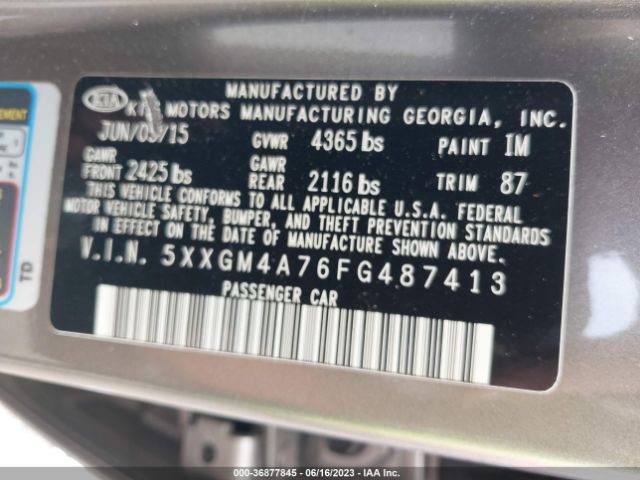 MANUFACTURED BY
KIA
MOTORS MANUFACTURING GEORGIA, INC.
JUN/ /15 GVWR 4365 lbs PAINT IM
GAWR FRONT 2425 lbs GAWR REAR 2116 lbs TRIM 87
THIS VEHICLE CONFORMS TO ALL APPLICABLE U.S.A. FEDERAL
MOTOR VEHICLE SAFETY, BUMPER, AND THEFT PREVENTION STANDARDS
IN EFFECT ON THE DATE OF MANUFACTURE SHOWN ABOVE.
V.I.N. 5XXGM4A76FG487413
PASSENGER CAR
TD
000-36877845 / 06/16/2023 / IAA Inc.